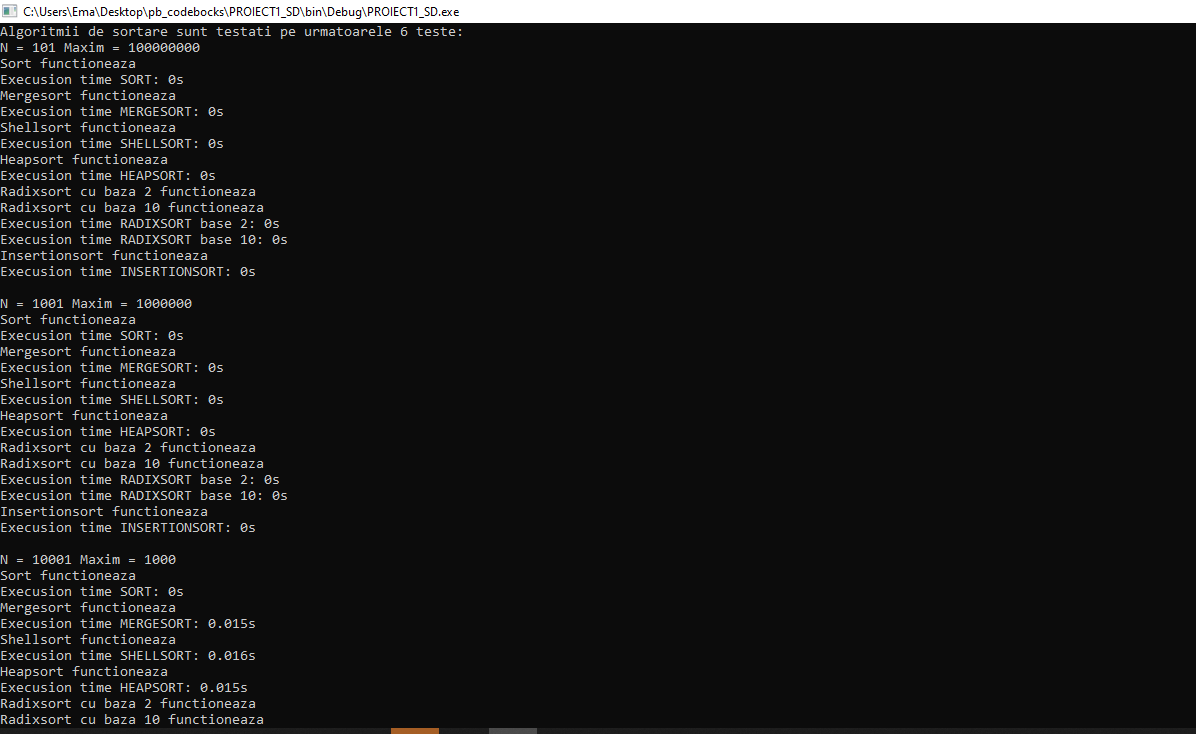 C:\Users\Ema\Desktop\pb_codebocks\PROIECT1_SD\bin\Debug\PROIECT1_SD.exe
Algoritmii de sortare sunt testati pe urmatoarele 6 teste:
N = 101 Maxim = 100000000
Sort functioneaza
Execusion time SORT: 0s
Mergesort functioneaza
Execusion time MERGESORT: 0s
Shellsort functioneaza
Execusion time SHELLSORT: 0s
Heapsort functioneaza
Execusion time HEAPSORT: 0s
Radixsort cu baza 2 functioneaza
Radixsort cu baza 10 functioneaza
Execusion time RADIXSORT base 2: 0s
Execusion time RADIXSORT base 10: 0s
Insertionsort functioneaza
Execusion time INSERTIONSORT: 0s
N = 1001 Maxim = 1000000
Sort functioneaza
Execusion time SORT: 0s
Mergesort functioneaza
Execusion time MERGESORT: 0s
Shellsort functioneaza
Execusion time SHELLSORT: 0s
Heapsort functioneaza
Execusion time HEAPSORT: 0s
Radixsort cu baza 2 functioneaza
Radixsort cu baza 10 functioneaza
Execusion time RADIXSORT base 2: 0s
Execusion time RADIXSORT base 10: 0s
Insertionsort functioneaza
Execusion time INSERTIONSORT: 0s
N = 10001 Maxim = 1000
Sort functioneaza
Execusion time SORT: 0s
Mergesort functioneaza
Execusion time MERGESORT: 0.015s
Shellsort functioneaza
Execusion time SHELLSORT: 0.016s
Heapsort functioneaza
Execusion time HEAPSORT: 0.015s
Radixsort cu baza 2 functioneaza
Radixsort cu baza 10 functioneaza